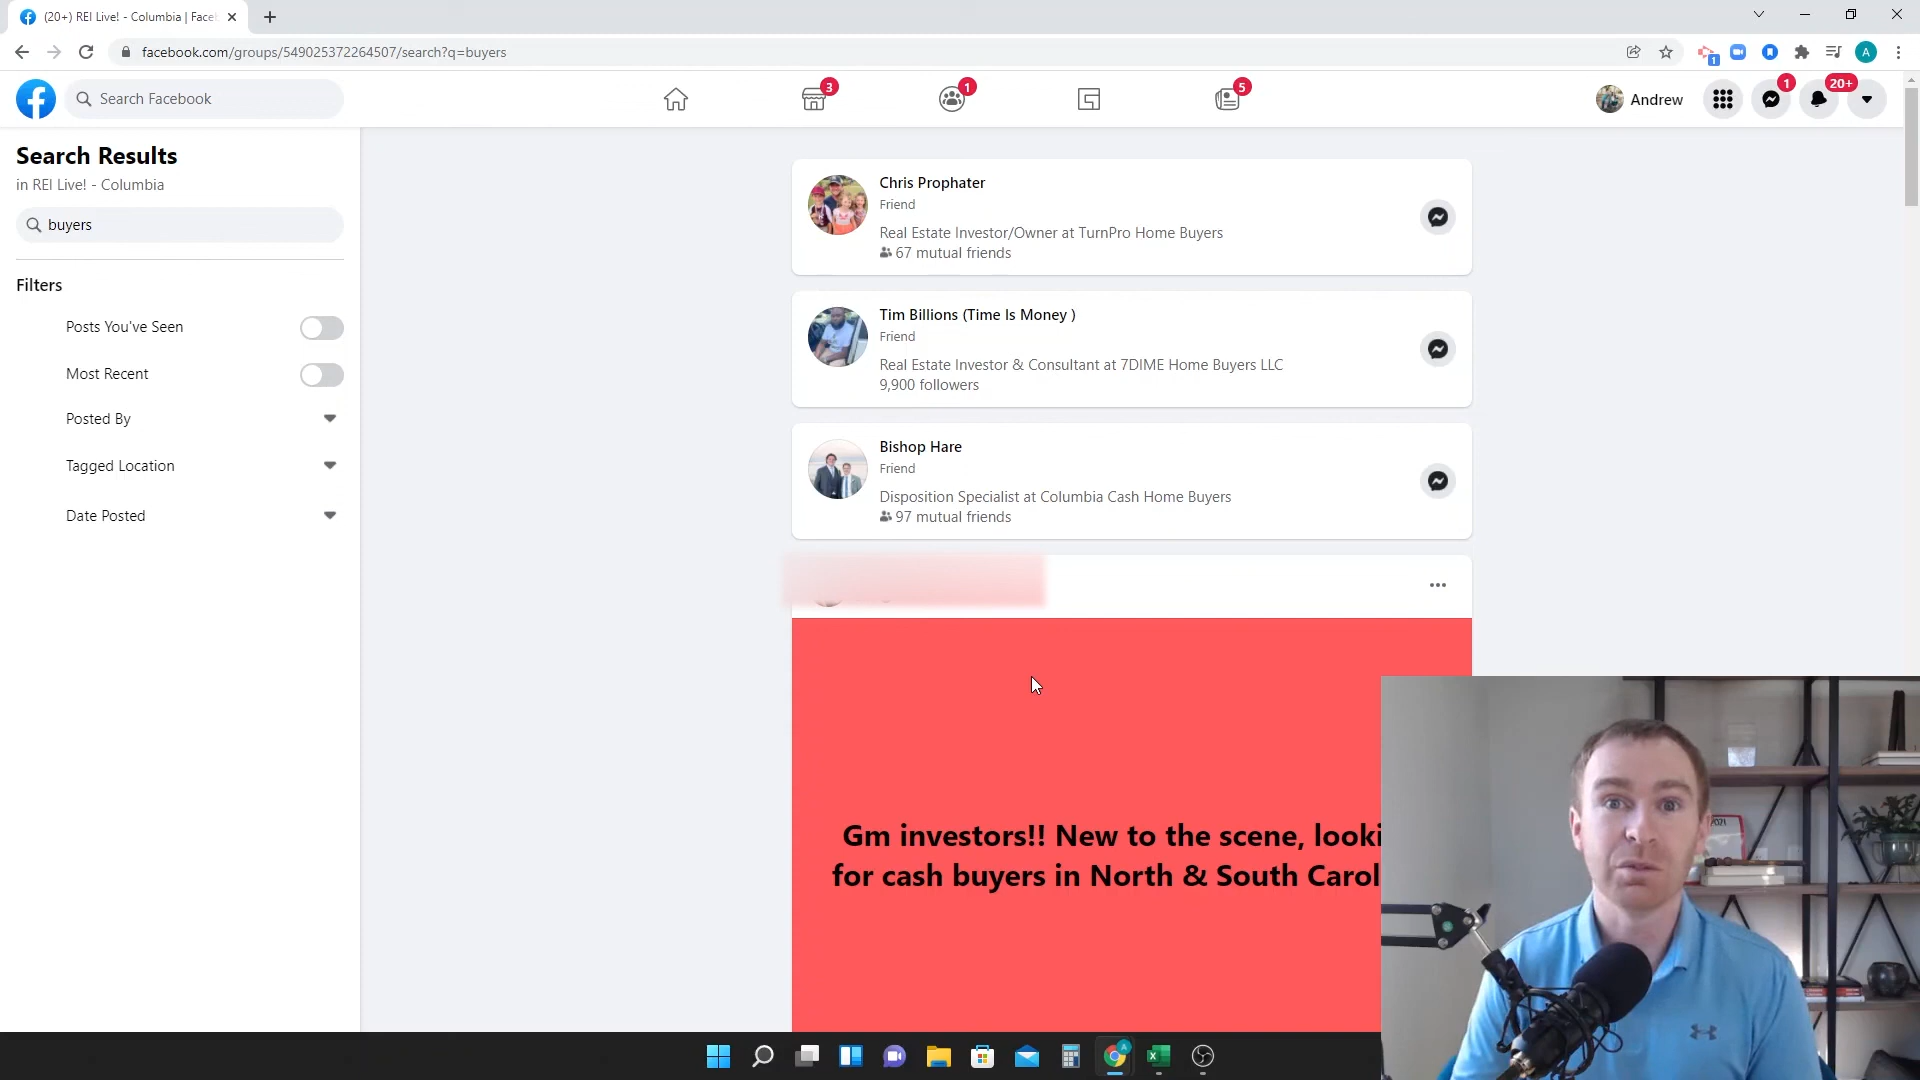 (20+) REI Live! - Columbia | Face
facebook.com/groups/549025372264507/search?q=buyers
1
A
Search Facebook
3
1
5
Andrew
1
20+
Search Results
in REI Live! - Columbia
buyers
Filters
Posts You've Seen
Most Recent
Posted By
Tagged Location
Date Posted
Chris Prophater
Friend
Real Estate Investor/Owner at TurnPro Home Buyers
67 mutual friends
Tim Billions (Time Is Money )
Friend
Real Estate Investor & Consultant at 7DIME Home Buyers LLC
9,900 followers
Bishop Hare
Friend
Disposition Specialist at Columbia Cash Home Buyers
97 mutual friends
Gm investors!! New to the scene, looki
for cash buyers in North & South Carol